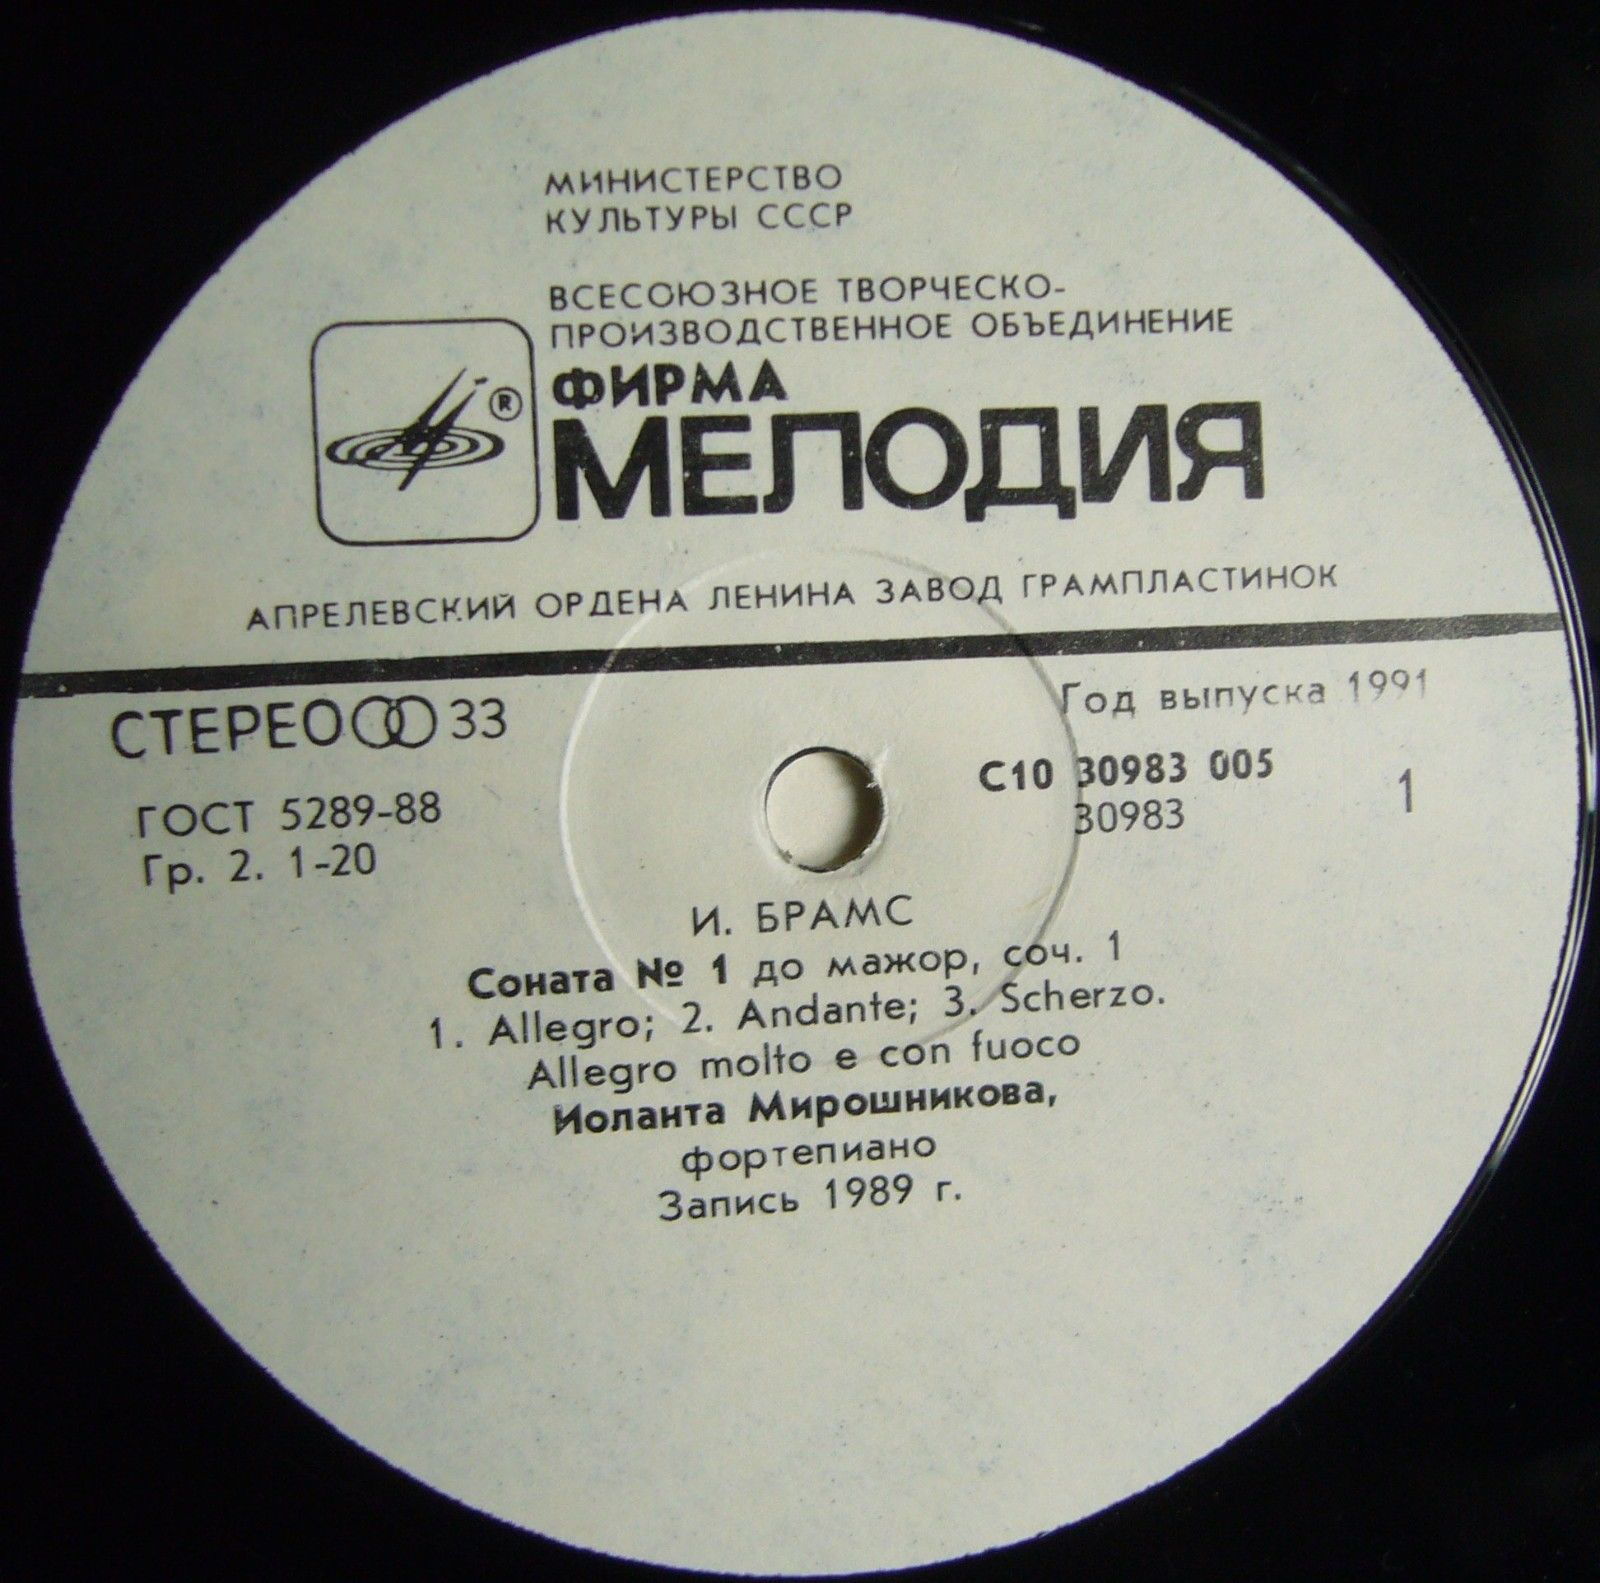 МИНИСТЕРСТВО
КУЛЬТУРЫ СССР
ВСЕСОЮЗНОЕ ТВОРЧЕСКО-
ПРОИЗВОДСТВЕННОЕ ОБЪЕДИНЕНИЕ
ФИРМА
®
МЕЛОДИЯ
АПРЕЛЕВСКИЙ ОРДЕНА ЛЕНИНА ЗАВОД ГРАМПЛАСТИНОК
СТЕРЕО 33
Год выпуска 1991
ГОСТ 5289-88
Гр. 2. 1-20
С10 30983 005
30983
1
И. БРАМС
Соната № 1 до мажор, соч. 1
1. Allegro; 2. Andante; 3. Scherzo.
Allegro molto e con fuoco
Иоланта Мирошникова,
фортепиано
Запись 1989 г.